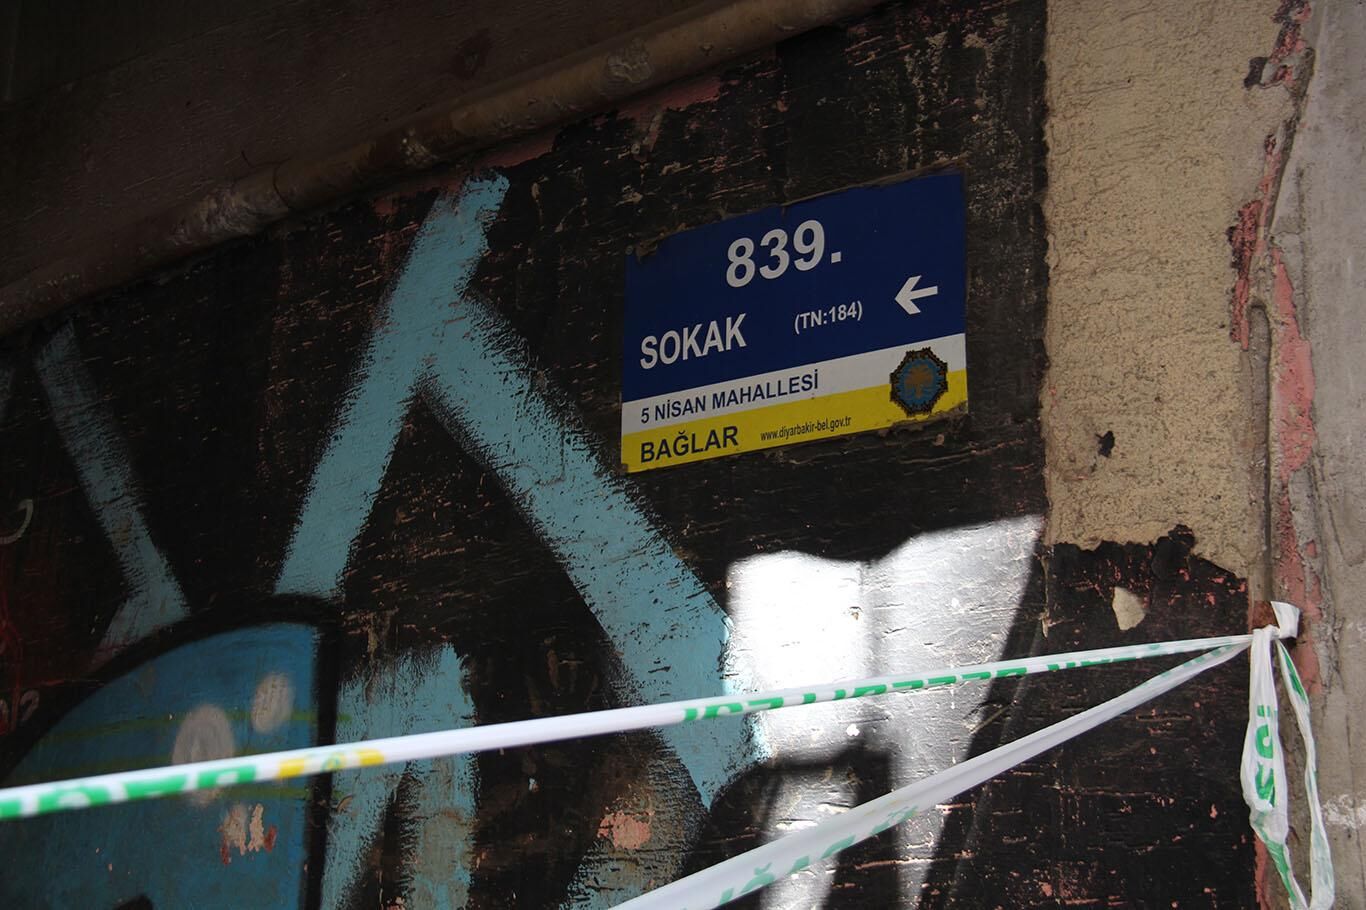 839.
SOKAK (TN:184)
5 NİSAN MAHALLESİ
BAĞLAR www.diyarbakir-bel.gov.tr